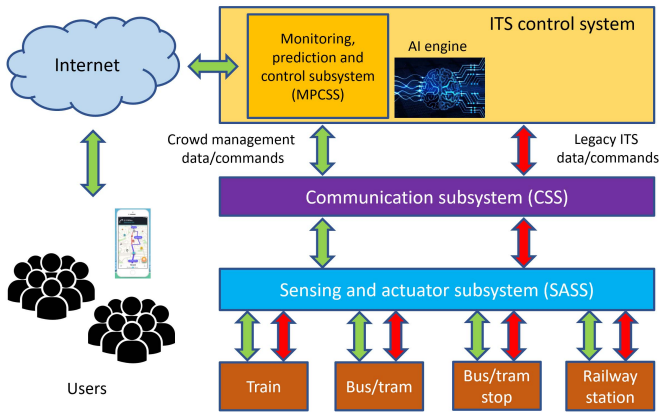 ITS control system
Internet
Monitoring,
prediction and
control subsystem
(MPCSS)
AI engine
Crowd management
data/commands
Legacy ITS
data/commands
Communication subsystem (CSS)
Sensing and actuator subsystem (SASS)
Users
Train
Bus/tram
Bus/tram
stop
Railway
station